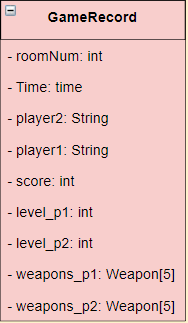 GameRecord
- roomNum: int
- Time: time
- player2: String
- player1: String
- score: int
- level_p1: int
- level_p2: int
- weapons_p1: Weapon[5]
- weapons_p2: Weapon[5]